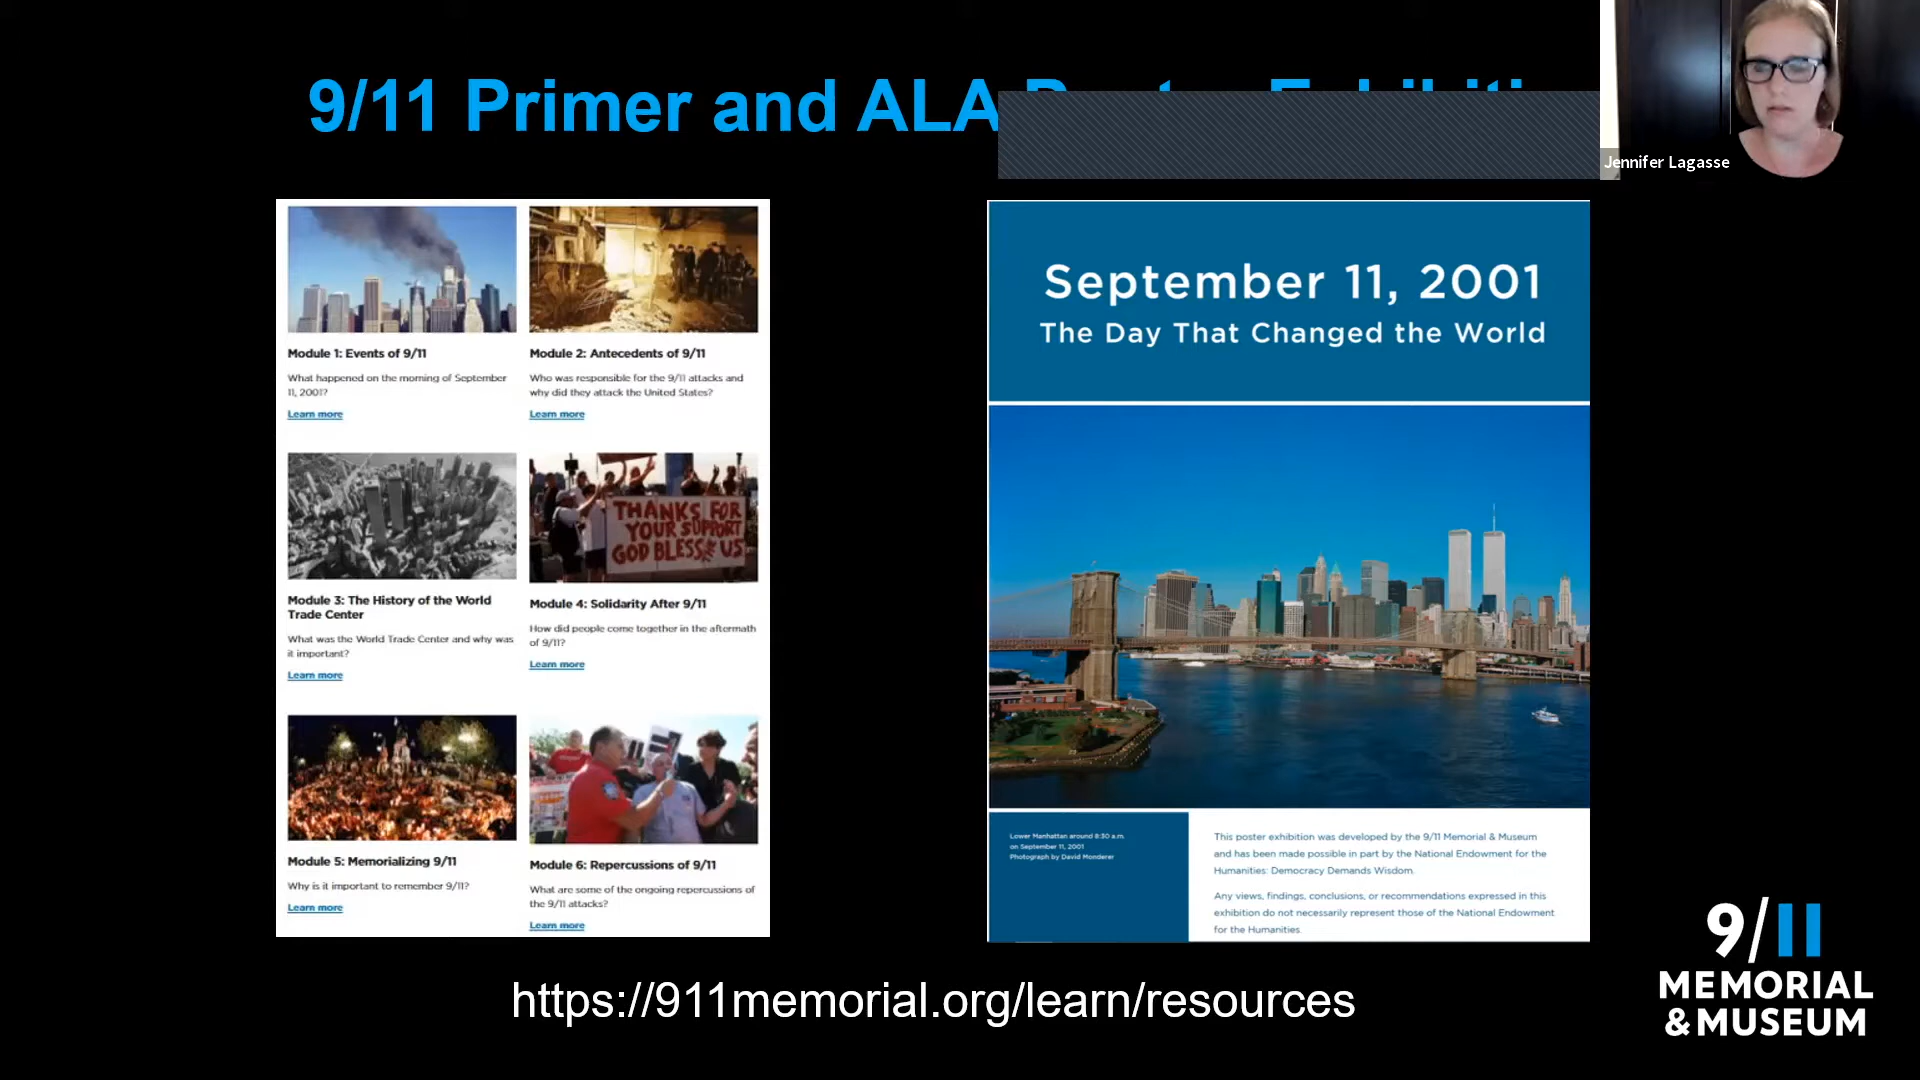 9/11 Primer and ALA
Jennifer Lagasse
Module 1: Events of 9/11
What happened on the morning of September
11, 2001?
Learn more
Module 2: Antecedents of 9/11
Who was responsible for the 9/11 attacks and
why did they attack the United States?
Learn more
THANKS FOR
YOUR SUPPORT
GOD BLESS US
Module 3: The History of the World
Trade Center
What was the World Trade Center and why was
it important?
Learn more
Module 4: Solidarity After 9/11
How did people come together in the aftermath
of 9/11?
Learn more
Module 5: Memorializing 9/11
Why is it important to remember 9/11?
Learn more
Module 6: Repercussions of 9/11
What are some of the ongoing repercussions of
the 9/11 attacks?
Learn more
September 11, 2001
The Day That Changed the World
Lower Manhattan around 8:30 a.m.
on September 11, 2001
Photograph by David Monderer
This poster exhibition was developed by the 9/11 Memorial & Museum
and has been made possible in part by the National Endowment for the
Humanities: Democracy Demands Wisdom.
Any views, findings, conclusions, or recommendations expressed in this
exhibition do not necessarily represent those of the National Endowment
for the Humanities.
https://911memorial.org/learn/resources
9/11
MEMORIAL
& MUSEUM